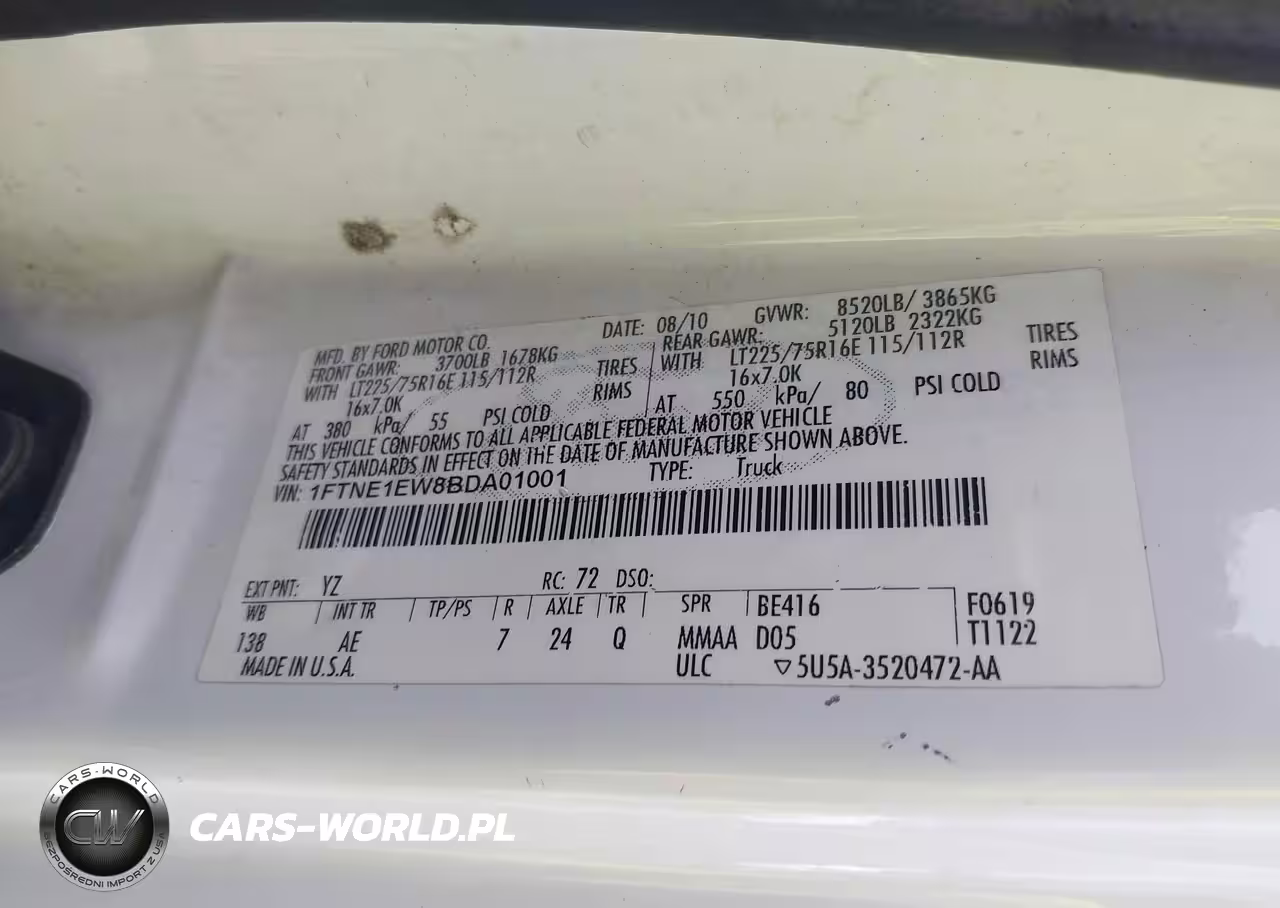 MFD. BY FORD MOTOR CO.
DATE: 08/10 GVWR: 8520LB/ 3865KG
FRONT GAWR: 3700LB 1678KG
REAR GAWR: 5120LB 2322KG
WITH LT225/75R16E 115/112R TIRES
WITH LT225/75R16E 115/112R TIRES
16x7.0K RIMS
16x7.0K RIMS
AT 380 kPa/ 55 PSI COLD
AT 550 kPa/ 80 PSI COLD
THIS VEHICLE CONFORMS TO ALL APPLICABLE FEDERAL MOTOR VEHICLE
SAFETY STANDARDS IN EFFECT ON THE DATE OF MANUFACTURE SHOWN ABOVE.
VIN: 1FTNE1EW8BDA01001 TYPE: Truck
EXT PNT: YZ RC: 72 DSO:
WB INT TR TP/PS R AXLE TR SPR BE416 F0619
138 AE 7 24 Q MMAA D05 T1122
MADE IN U.S.A. ULC ▽5U5A-3520472-AA
CARS-WORLD
CW
BEZPOŚREDNI IMPORT Z USA
CARS-WORLD.PL